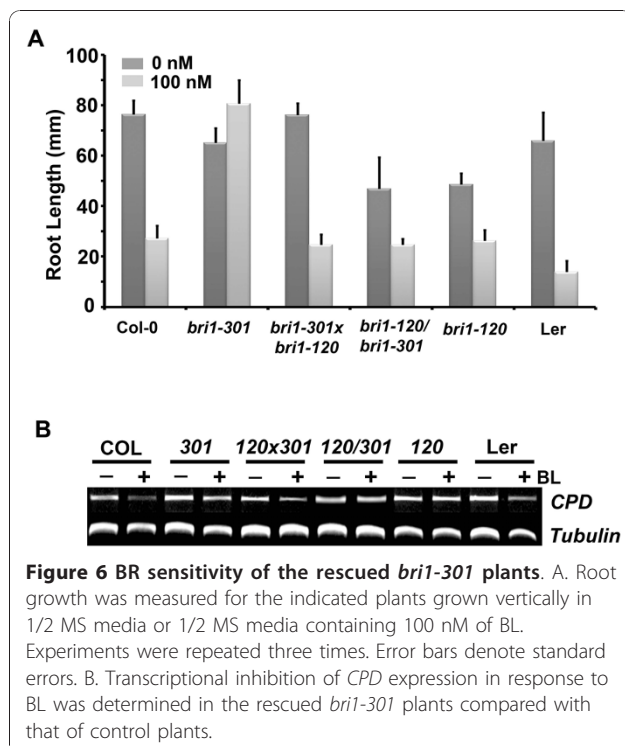 A
100
80
60
40
20
0
Root Length (mm)
0 nM
100 nM
Col-0 bri1-301 bri1-301x bri1-120/ bri1-120 Ler
bri1-120 bri1-301
B
COL 301 120x301 120/301 120 Ler
– + – + – + – + – + – + BL
CPD
Tubulin
Figure 6 BR sensitivity of the rescued bri1-301 plants. A. Root
growth was measured for the indicated plants grown vertically in
1/2 MS media or 1/2 MS media containing 100 nM of BL.
Experiments were repeated three times. Error bars denote standard
errors. B. Transcriptional inhibition of CPD expression in response to
BL was determined in the rescued bri1-301 plants compared with
that of control plants.